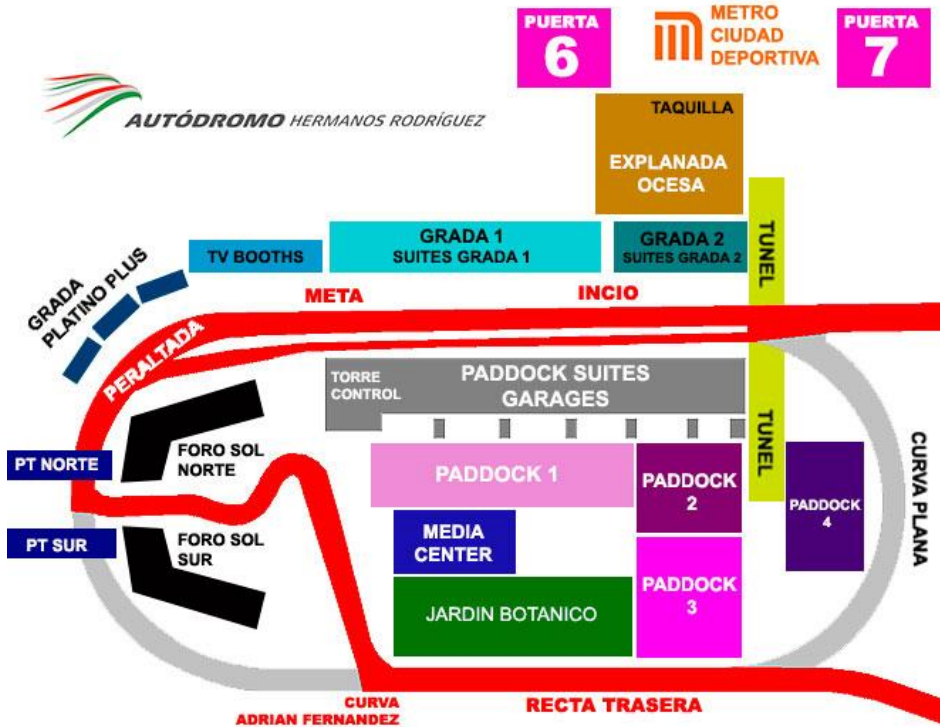 PUERTA
6
METRO
CIUDAD
DEPORTIVA
PUERTA
7
AUTÓDROMO HERMANOS RODRÍGUEZ
TAQUILLA
EXPLANADA
OCESA
TUNEL
GRADA 1
SUITES GRADA 1
GRADA 2
SUITES GRADA 2
TV BOOTHS
GRADA
PLATINO PLUS
META
INCIO
PERALTADA
TORRE
CONTROL
PADDOCK SUITES
GARAGES
TUNEL
CURVA PLANA
FORO SOL
NORTE
PT NORTE
PADDOCK 1
PADDOCK
2
PADDOCK
4
PT SUR
FORO SOL
SUR
MEDIA
CENTER
PADDOCK
3
JARDIN BOTANICO
CURVA
ADRIAN FERNANDEZ
RECTA TRASERA